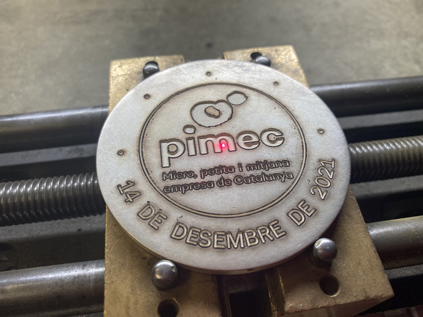 pimec
Micro, petita i mitjana
empresa de Catalunya
14 DE DESEMBRE DE 2021